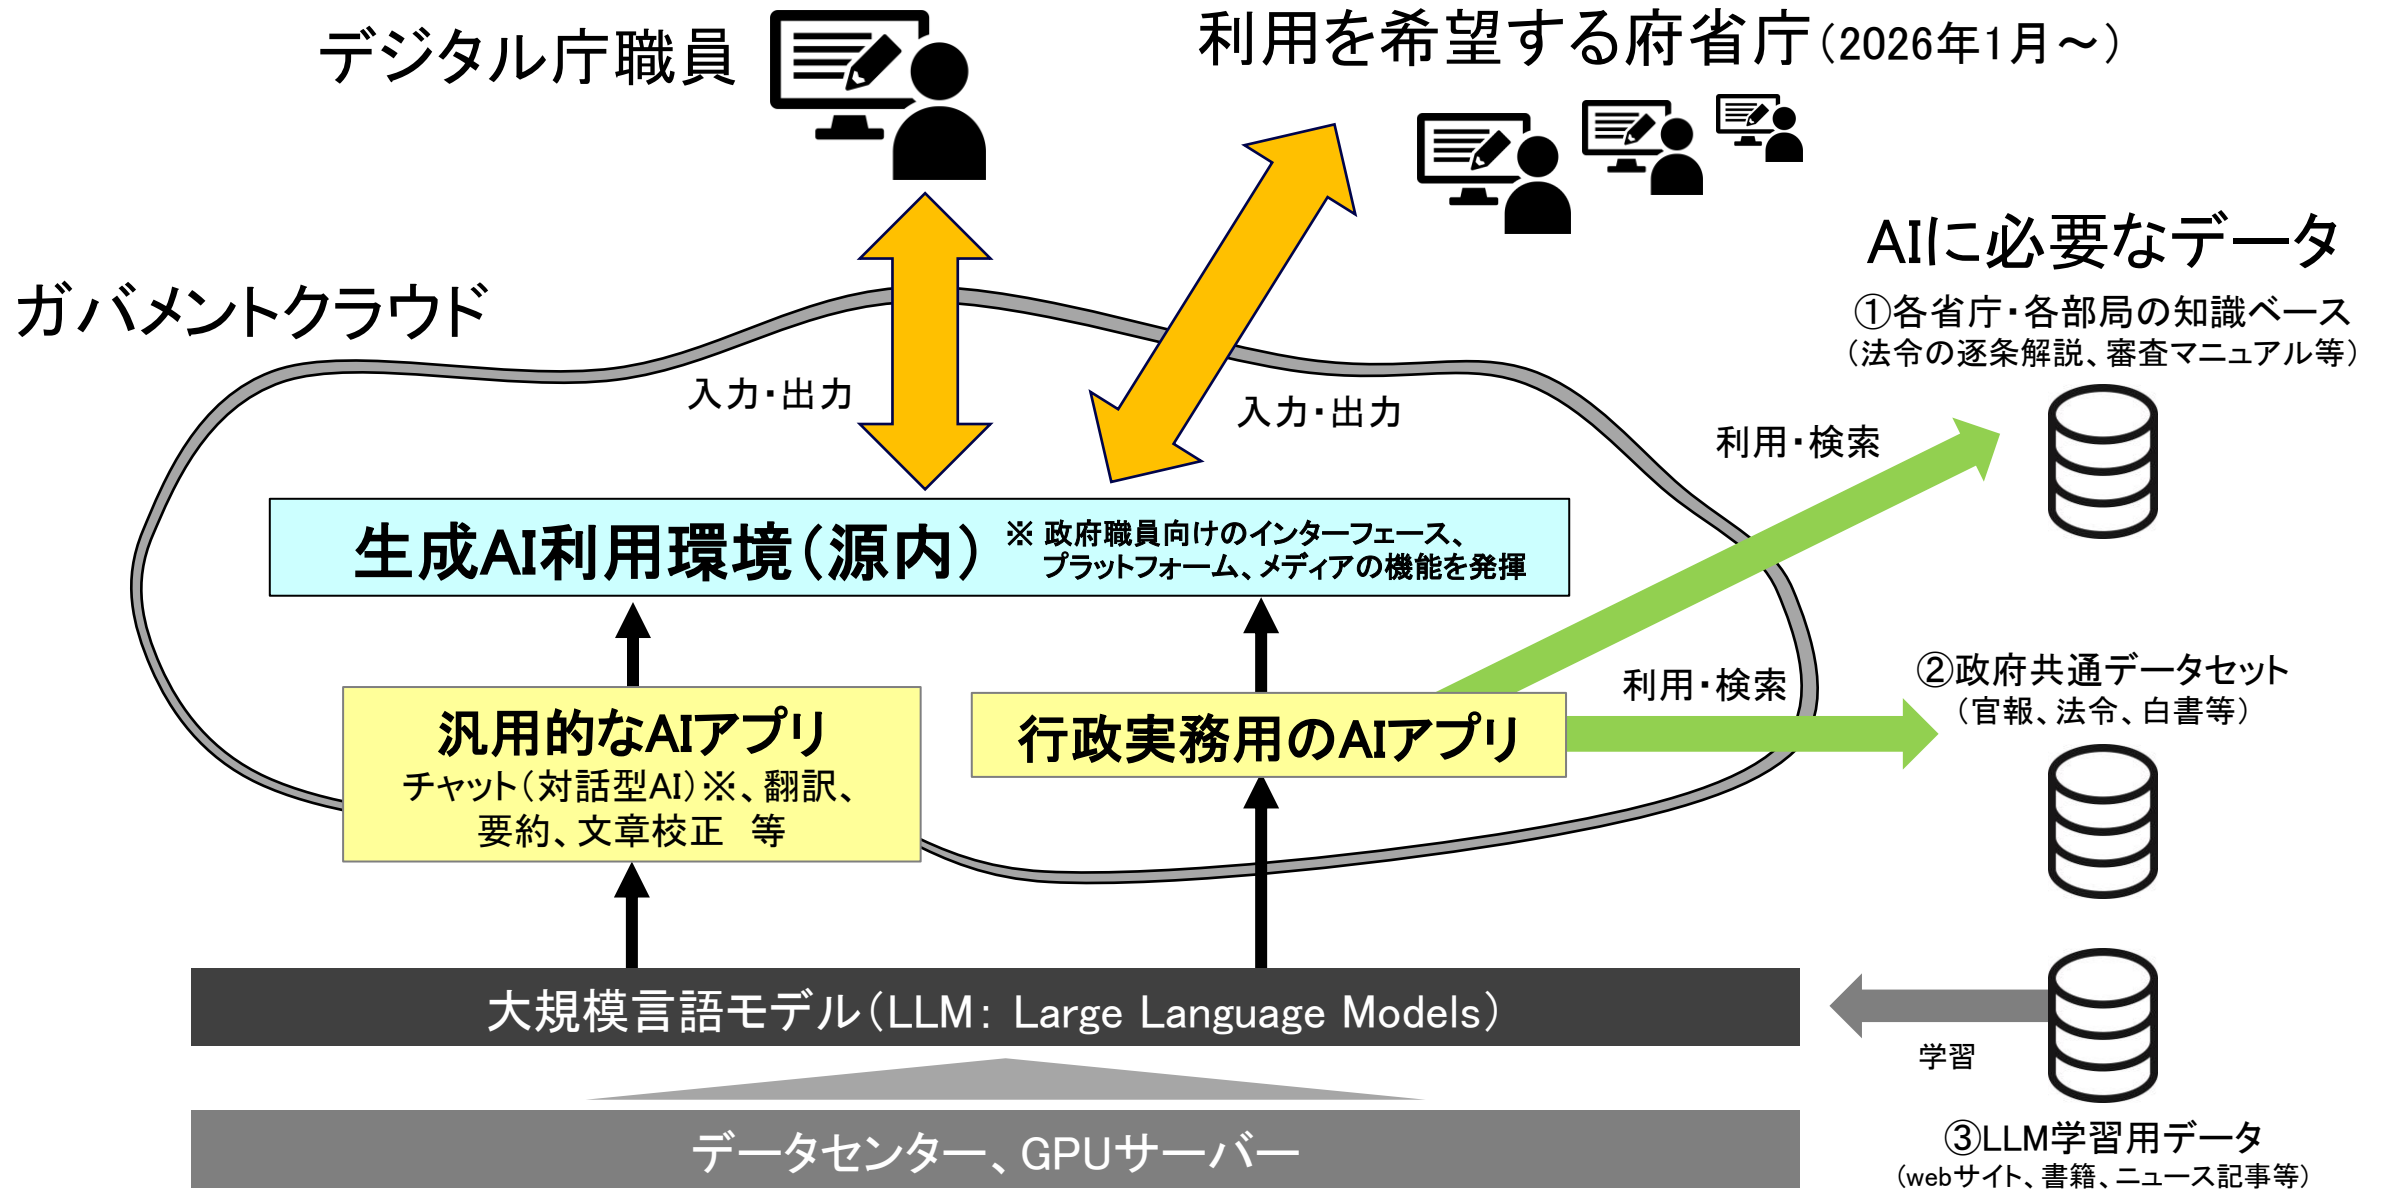 デジタル庁職員
利用を希望する府省庁（2026年1月～）
ガバメントクラウド
入力・出力
入力・出力
AIに必要なデータ
①各省庁・各部局の知識ベース
（法令の逐条解説、審査マニュアル等）
利用・検索
生成AI利用環境（源内）
※ 政府職員向けのインターフェース、
プラットフォーム、メディアの機能を発揮
利用・検索
②政府共通データセット
（官報、法令、白書等）
汎用的なAIアプリ
チャット（対話型AI）※、翻訳、
要約、文章校正　等
行政実務用のAIアプリ
大規模言語モデル（LLM： Large Language Models）
学習
データセンター、GPUサーバー
③LLM学習用データ
（webサイト、書籍、ニュース記事等）